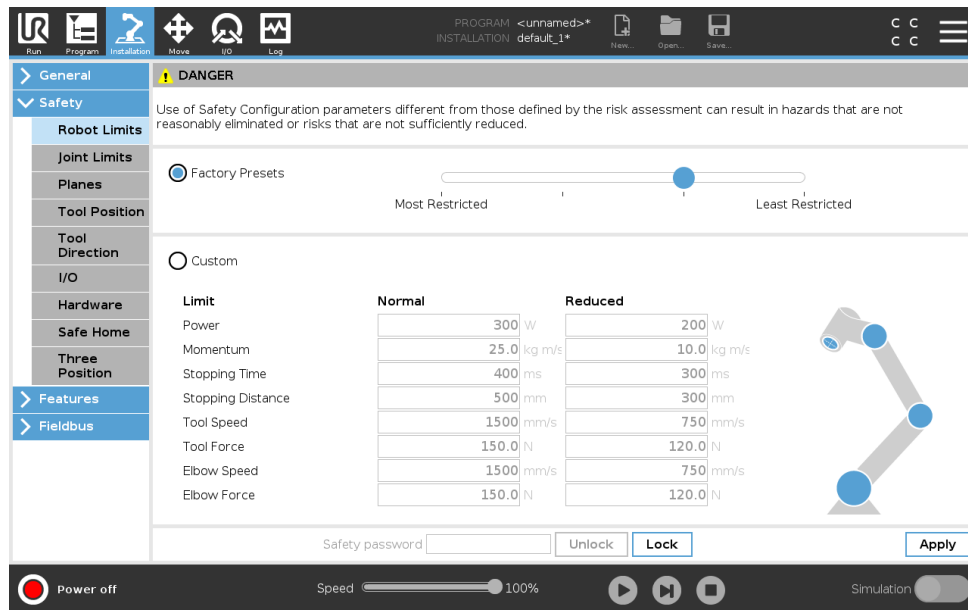 PROGRAM <unnamed>*
INSTALLATION default_1*
Run Program Installation Move I/O Log New... Open... Save...
C C
C C
General
Safety
Robot Limits
Joint Limits
Planes
Tool Position
Tool
Direction
I/O
Hardware
Safe Home
Three
Position
Features
Fieldbus
DANGER
Use of Safety Configuration parameters different from those defined by the risk assessment can result in hazards that are not
reasonably eliminated or risks that are not sufficiently reduced.
Factory Presets
Most Restricted Least Restricted
Custom
Limit Normal Reduced
Power 300 W 200 W
Momentum 25.0 kg m/s 10.0 kg m/s
Stopping Time 400 ms 300 ms
Stopping Distance 500 mm 300 mm
Tool Speed 1500 mm/s 750 mm/s
Tool Force 150.0 N 120.0 N
Elbow Speed 1500 mm/s 750 mm/s
Elbow Force 150.0 N 120.0 N
Safety password Unlock Lock Apply
Power off Speed 100% Simulation